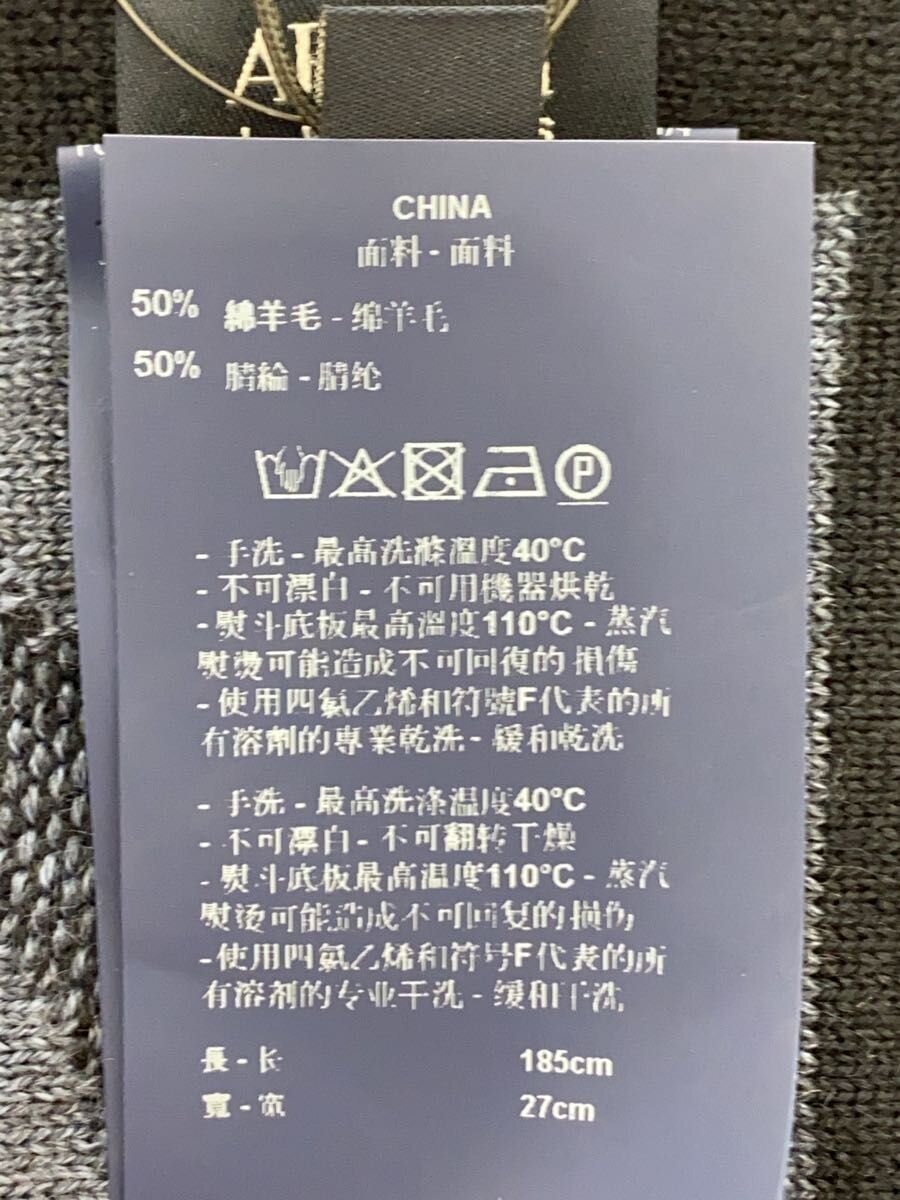 CHINA
面料 - 面料
50% 綿羊毛 - 绵羊毛
50% 腈綸 - 腈纶
P
- 手洗 - 最高洗滌溫度40°C
- 不可漂白 - 不可用機器烘乾
- 熨斗底板最高溫度110°C - 蒸汽
熨燙可能造成不可回復的 損傷
- 使用四氯乙烯和符號F代表的所
有溶劑的專業乾洗 - 緩和乾洗
- 手洗 - 最高洗涤温度40°C
- 不可漂白 - 不可翻转干燥
- 熨斗底板最高温度110°C - 蒸汽
熨烫可能造成不可回复的损伤
- 使用四氯乙烯和符号F代表的所
有溶剂的专业干洗 - 缓和干洗
長 - 长 185cm
寬 - 宽 27cm